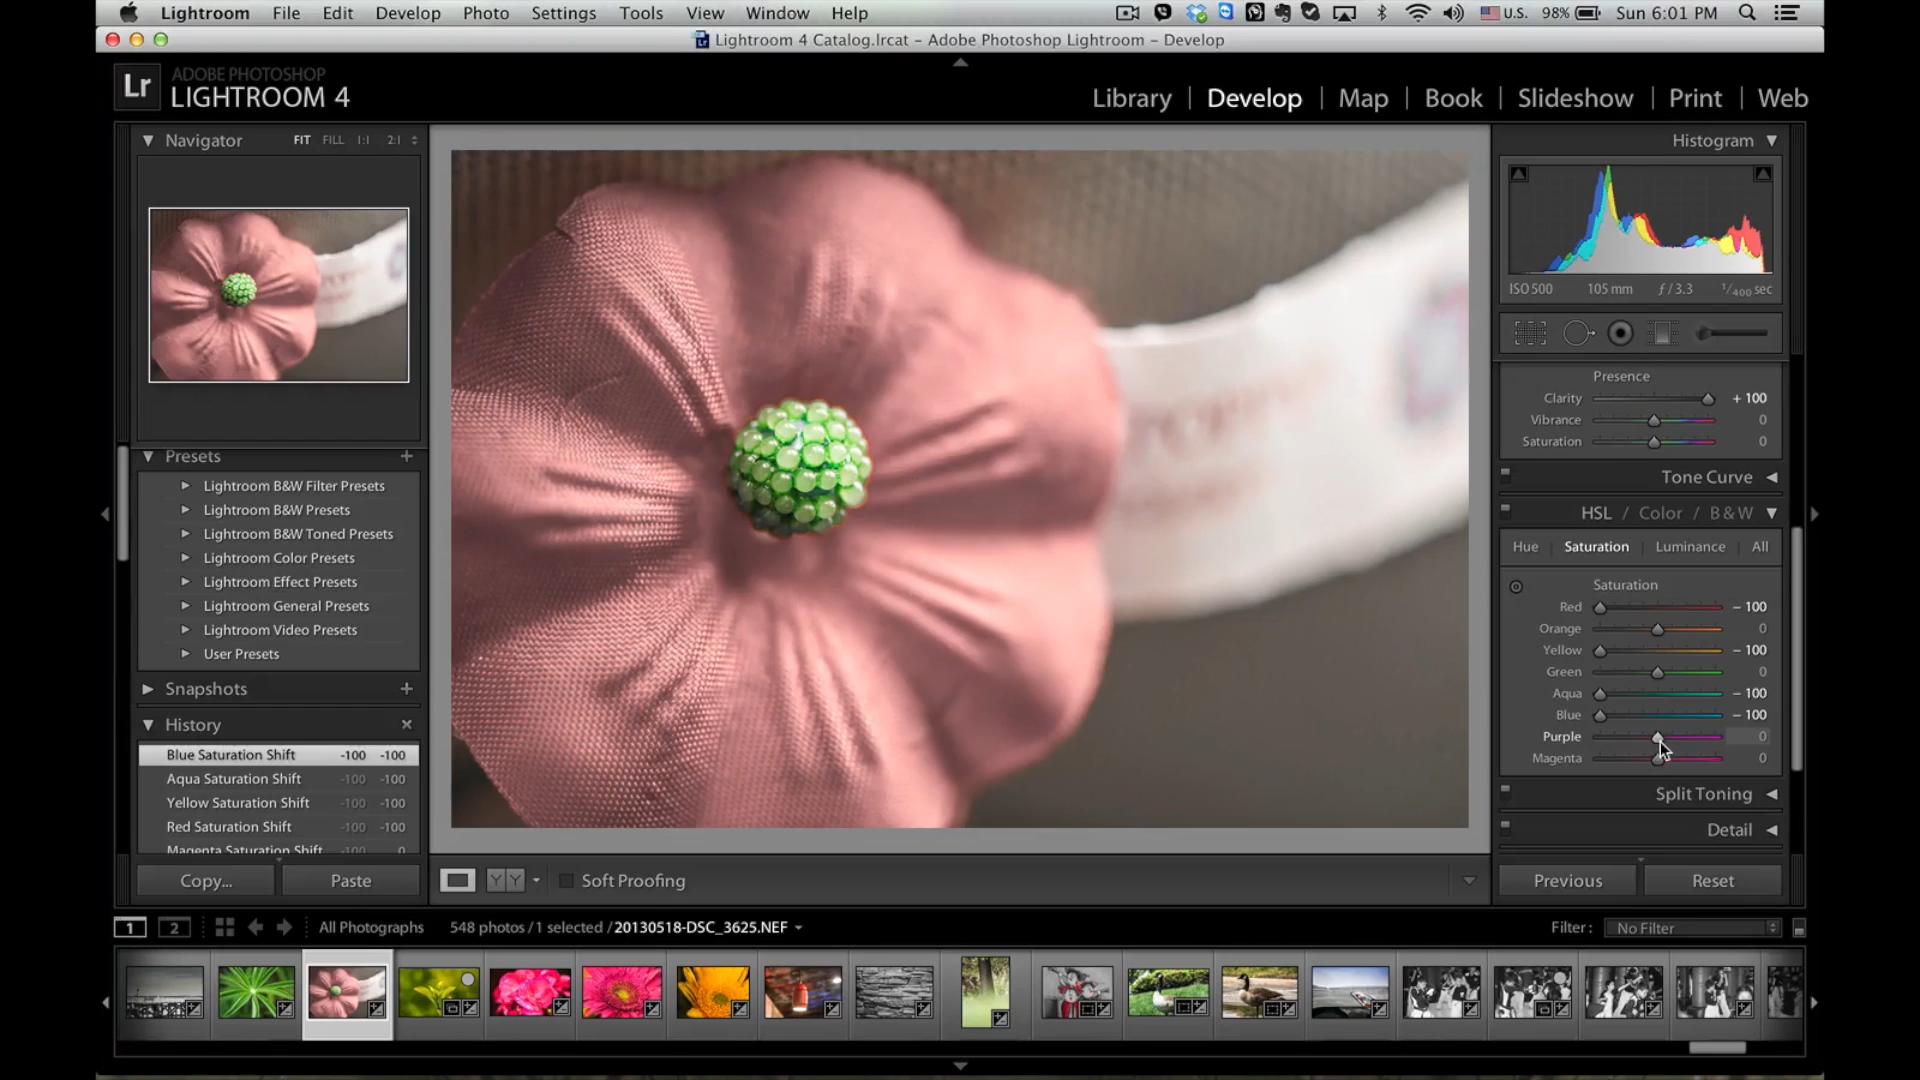 Lightroom File Edit Develop Photo Settings Tools View Window Help U.S. 98% Sun 6:01 PM
Lightroom 4 Catalog.lrcat – Adobe Photoshop Lightroom – Develop
Lr ADOBE PHOTOSHOP
LIGHTROOM 4
Library | Develop | Map | Book | Slideshow | Print | Web
Navigator FIT FILL 1:1 2:1
Histogram
ISO 500 105 mm ƒ / 3.3 1/400 sec
Presence
Clarity + 100
Vibrance 0
Saturation 0
Tone Curve
HSL / Color / B & W
Hue Saturation Luminance All
Saturation
Red – 100
Orange 0
Yellow – 100
Green 0
Aqua – 100
Blue – 100
Purple 0
Magenta 0
Split Toning
Detail
Previous Reset
Presets
Lightroom B&W Filter Presets
Lightroom B&W Presets
Lightroom B&W Toned Presets
Lightroom Color Presets
Lightroom Effect Presets
Lightroom General Presets
Lightroom Video Presets
User Presets
Snapshots
History
Blue Saturation Shift -100 -100
Aqua Saturation Shift -100 -100
Yellow Saturation Shift -100 -100
Red Saturation Shift -100 -100
Magenta Saturation Shift -100 0
Copy... Paste
YY Soft Proofing
1 2 All Photographs 548 photos / 1 selected / 20130518-DSC_3625.NEF Filter : No Filter